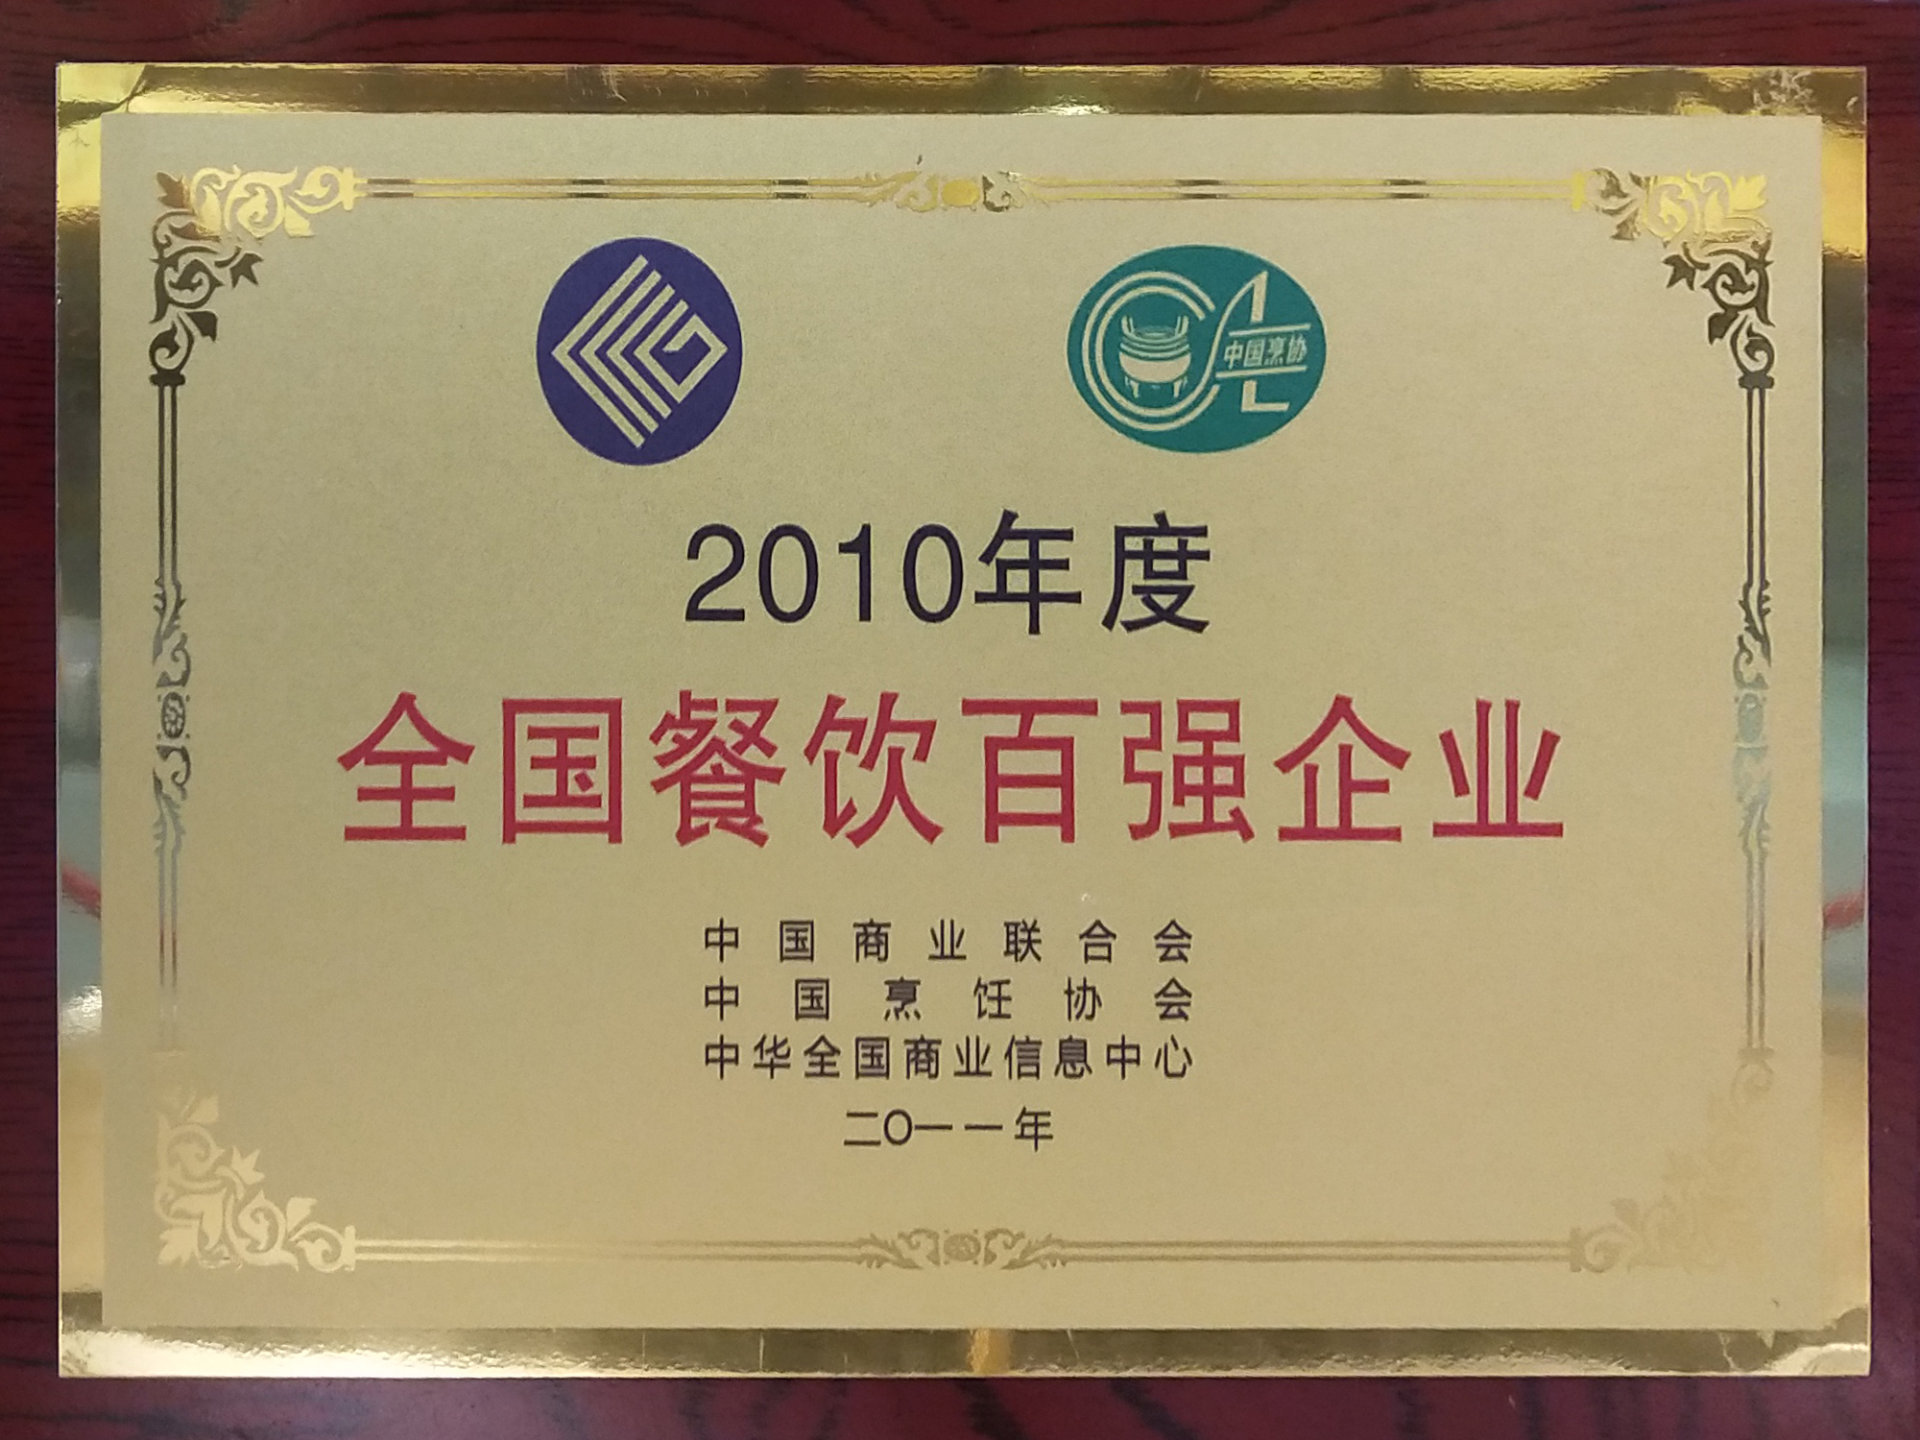 中国烹协
2010年度
全国餐饮百强企业
中国商业联合会
中国烹饪协会
中华全国商业信息中心
二〇一一年